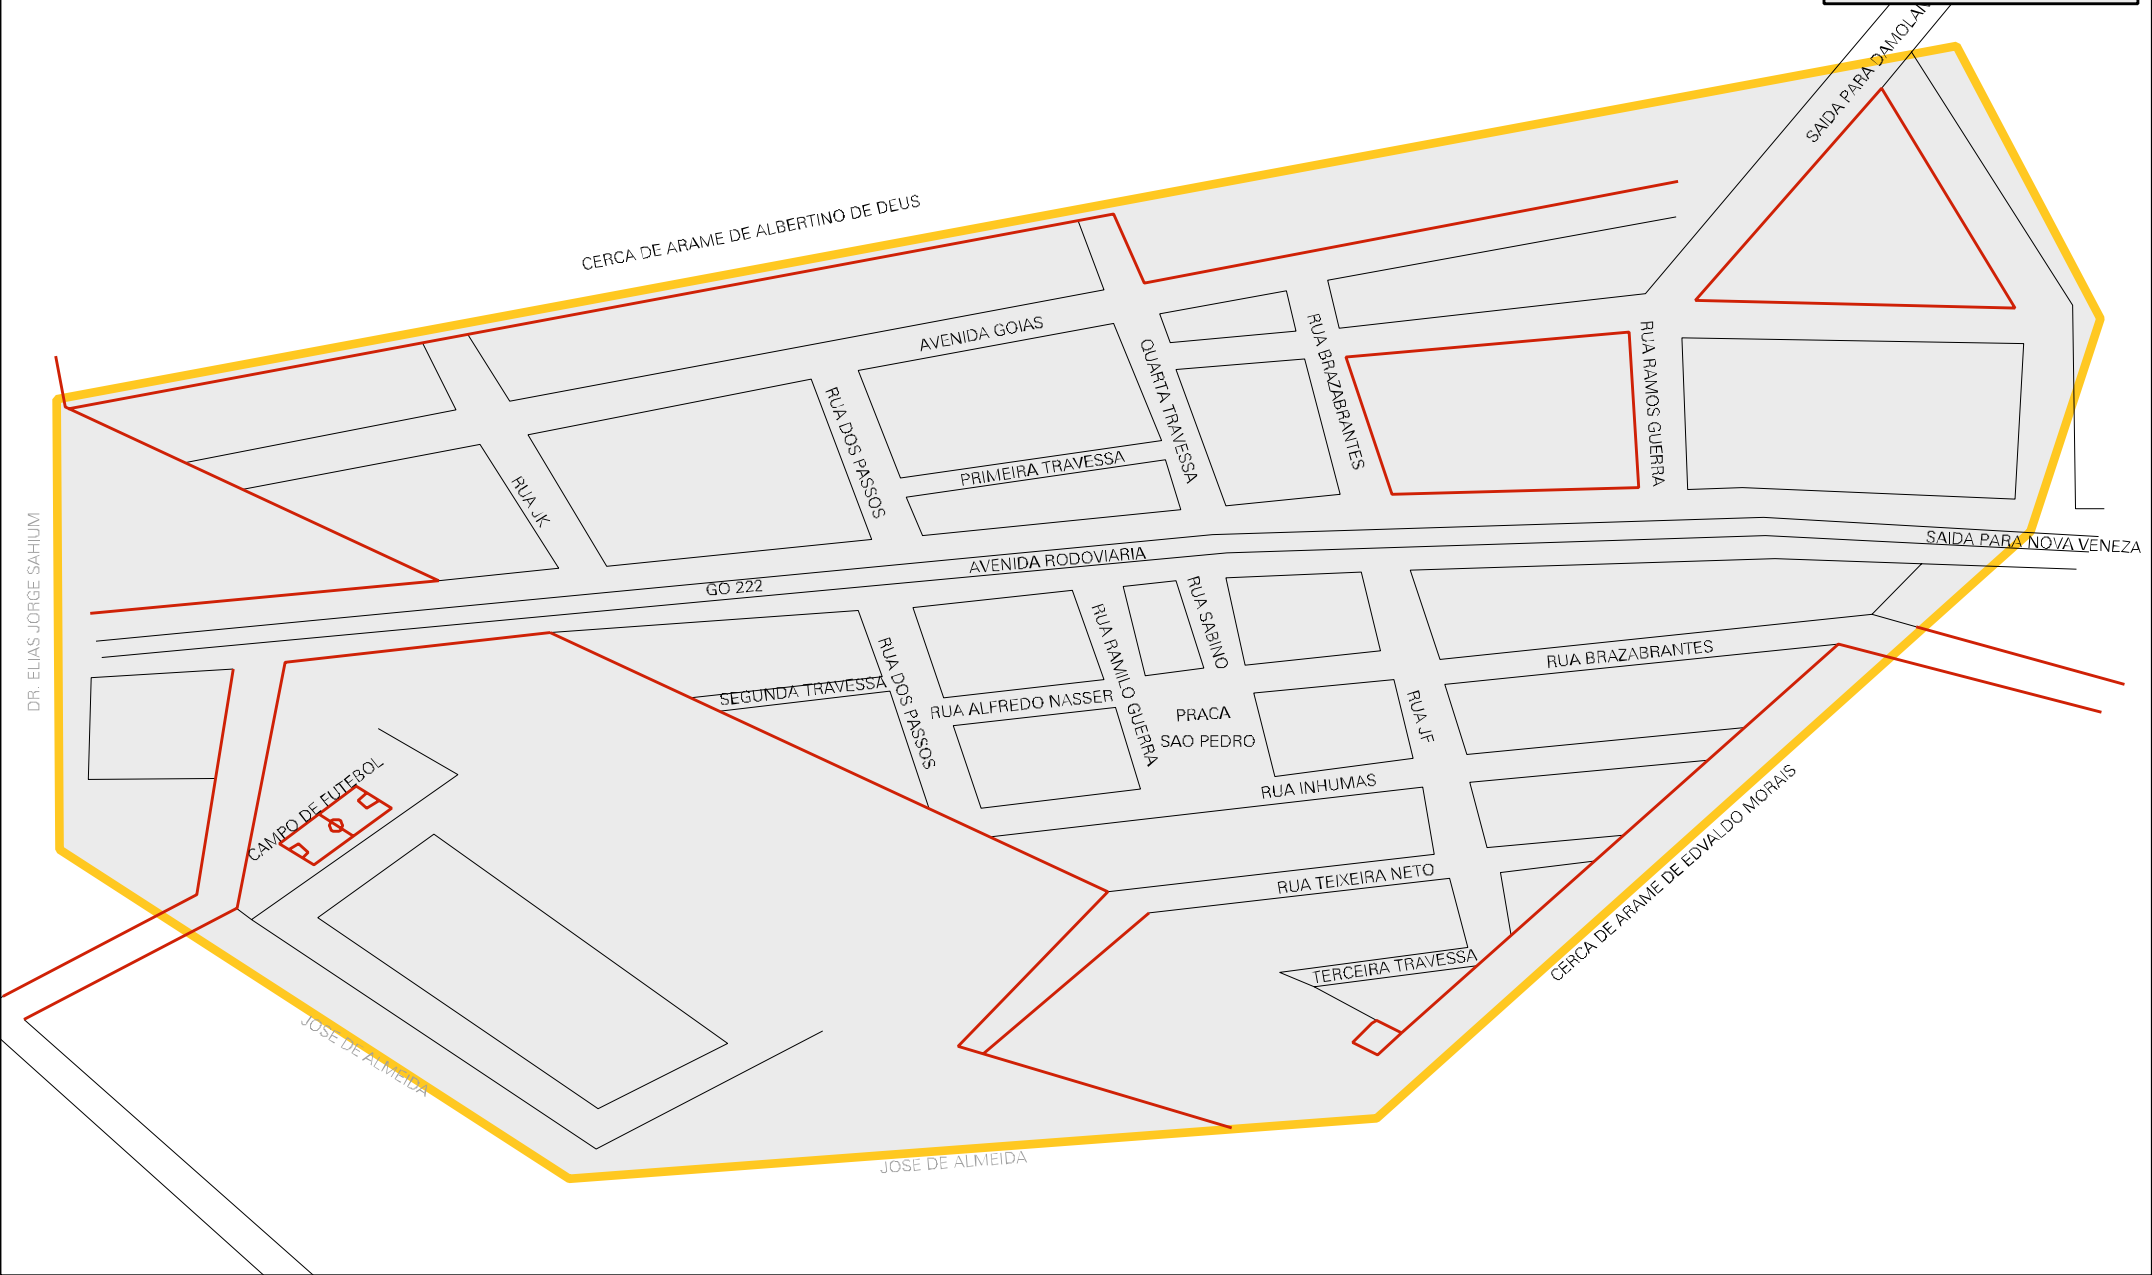 SAIDA PARA DAMOLAN
CERCA DE ARAME DE ALBERTINO DE DEUS
AVENIDA GOIAS
RUA BRAZABRANTES
RUA RAMOS GUERRA
QUARTA TRAVESSA
RUA DOS PASSOS
PRIMEIRA TRAVESSA
RUA JK
DR. ELIAS JORGE SAHIUM
AVENIDA RODOVIARIA
SAIDA PARA NOVA VENEZA
GO 222
RUA SABINO
RUA RAMILO GUERRA
RUA DOS PASSOS
RUA BRAZABRANTES
SEGUNDA TRAVESSA
RUA ALFREDO NASSER
PRACA
SAO PEDRO
RUA JF
CAMPO DE FUTEBOL
RUA INHUMAS
CERCA DE ARAME DE EDVALDO MORAIS
RUA TEIXEIRA NETO
TERCEIRA TRAVESSA
JOSE DE ALMEIDA
JOSE DE ALMEIDA